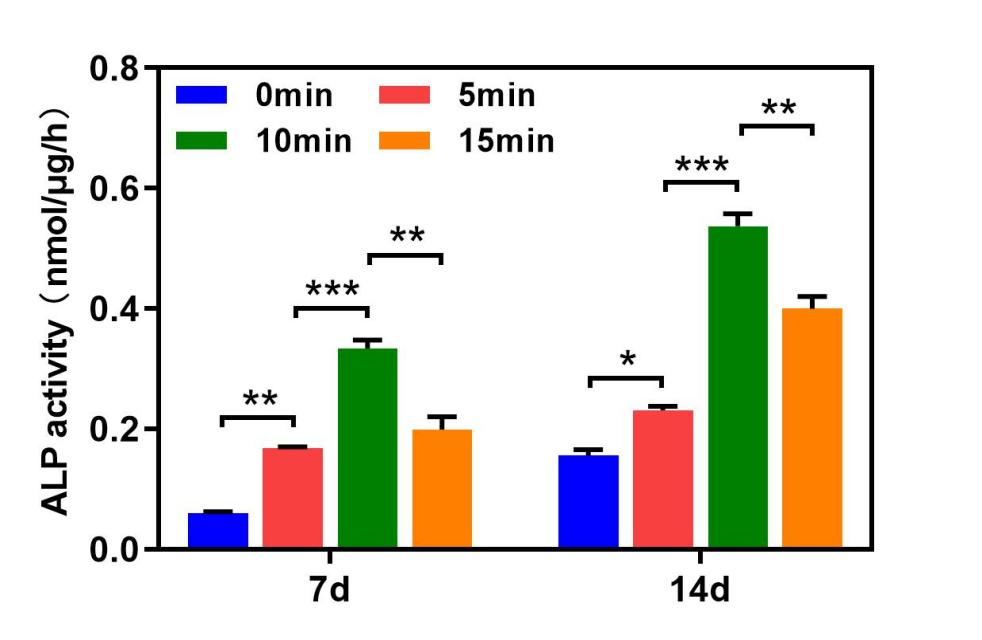 ALP activity（nmol/μg/h）
0.8
0.6
0.4
0.2
0.0
0min 5min
10min 15min
** *** **
* *** **
7d 14d